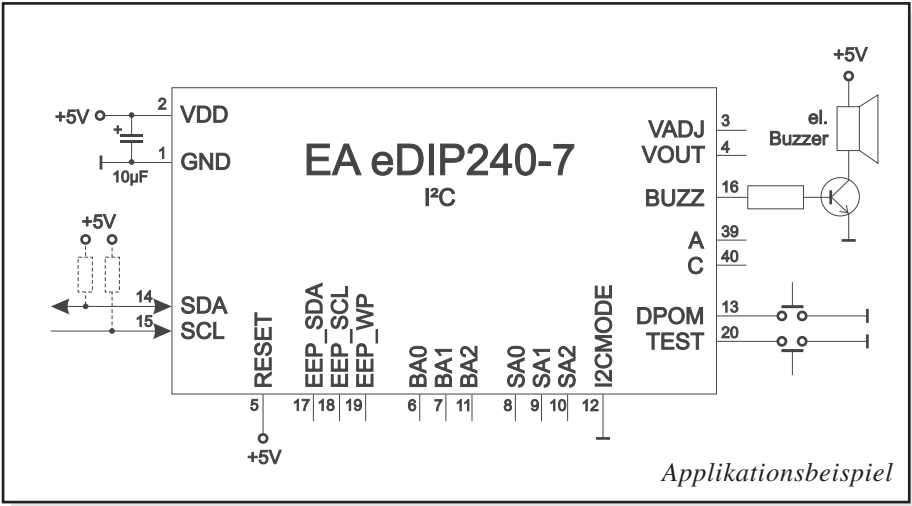 +5V
2
VDD
+5V
+
1
GND
10µF
EA eDIP240-7
I²C
VADJ
3
VOUT
4
el.
Buzzer
BUZZ
16
A
39
C
40
+5V
14
SDA
15
SCL
DPOM
13
TEST
20
RESET
EEP_SDA
EEP_SCL
EEP_WP
BA0
BA1
BA2
SA0
SA1
SA2
I2CMODE
5
17
18
19
6
7
11
8
9
10
12
+5V
Applikationsbeispiel